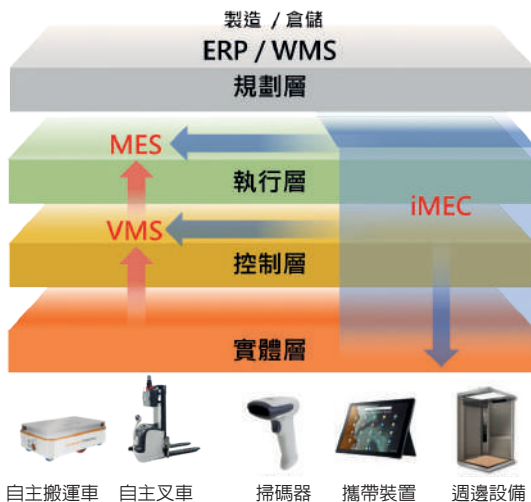 製造 / 倉儲
ERP / WMS
規劃層
MES
執行層
iMEC
VMS
控制層
實體層
自主搬運車 自主叉車 掃碼器 攜帶裝置 週邊設備